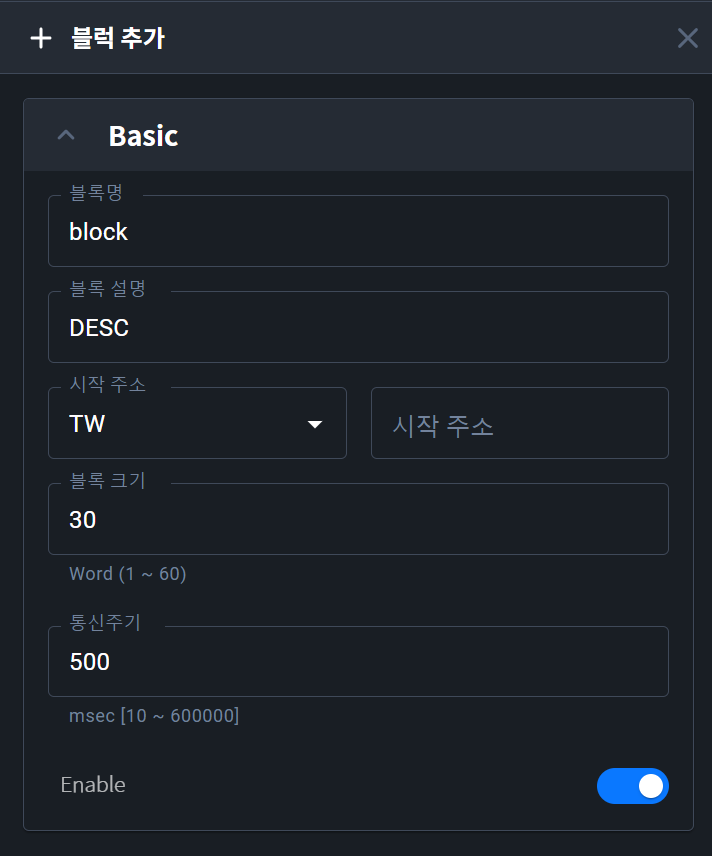 블럭 추가
Basic
블록명
block
블록 설명
DESC
시작 주소
TW
시작 주소
블록 크기
30
Word (1 ~ 60)
통신주기
500
msec [10 ~ 600000]
Enable